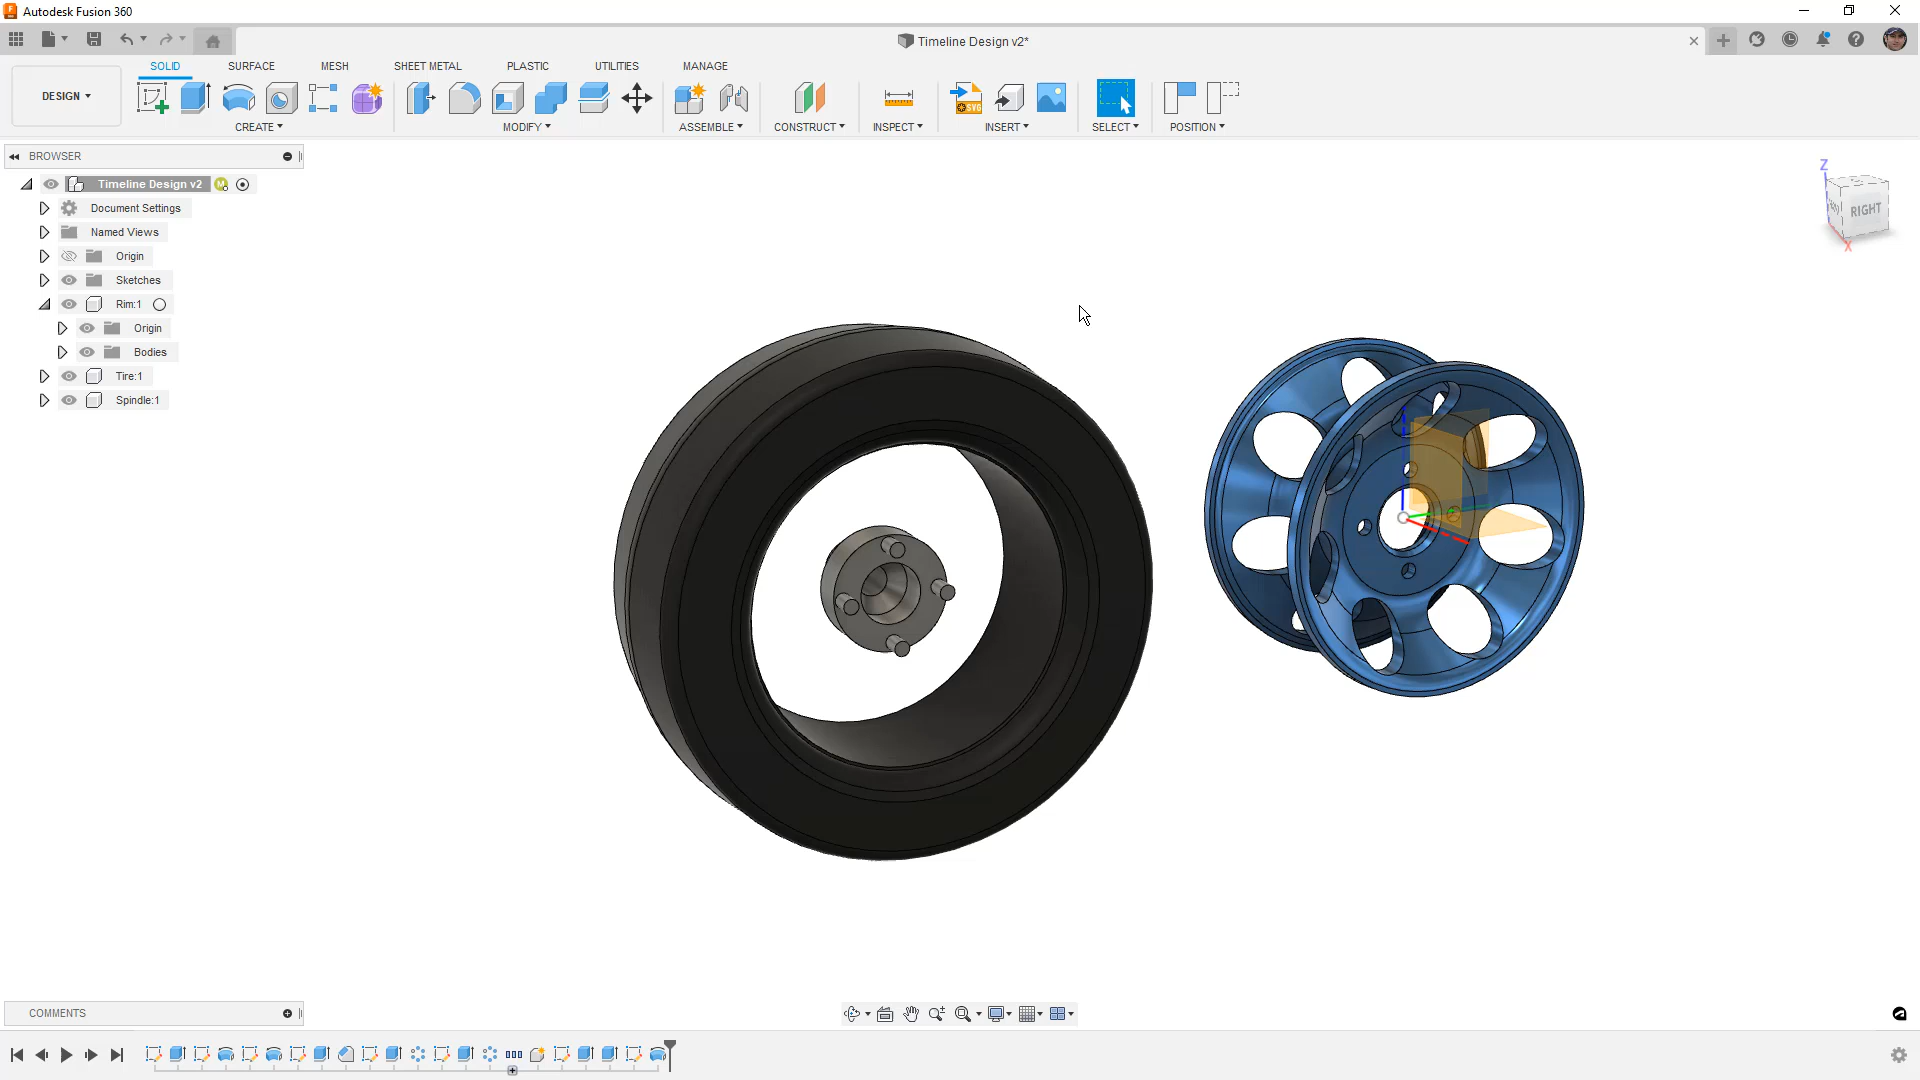 Autodesk Fusion 360
Timeline Design v2*
DESIGN
SOLID
SURFACE
MESH
SHEET METAL
PLASTIC
UTILITIES
MANAGE
CREATE
MODIFY
ASSEMBLE
CONSTRUCT
INSPECT
INSERT
SELECT
POSITION
SVG
BROWSER
Timeline Design v2
M
Document Settings
Named Views
Origin
Sketches
Rim:1
Origin
Bodies
Tire:1
Spindle:1
Z
RIGHT
X
COMMENTS